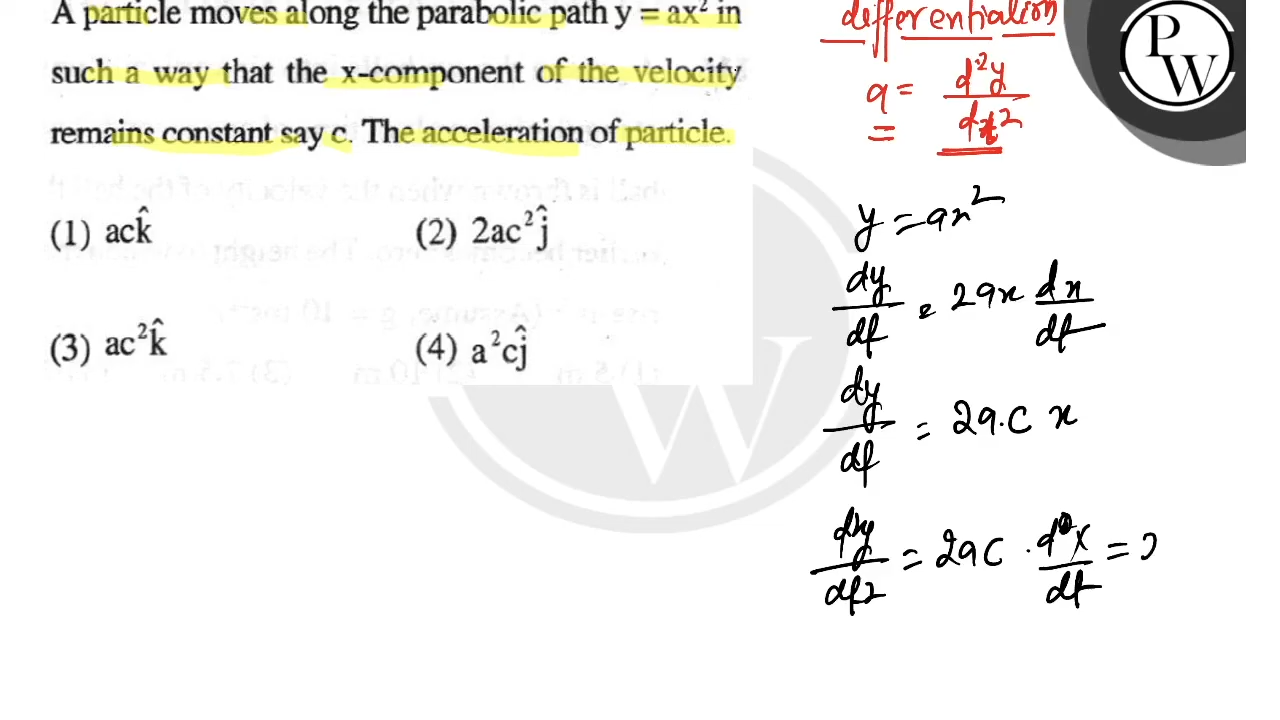 A particle moves along the parabolic path y = ax² in
such a way that the x-component of the velocity
remains constant say c. The acceleration of particle.
(1) ack̂
(2) 2ac²ĵ
(3) ac²k̂
(4) a²cĵ
differentiation
a = d²y/dt²
PW
y = ax²
dy/dt = 2ax dx/dt
dy/dt = 2a.c x
d²y/dt2 = 2ac . dx/dt = 2